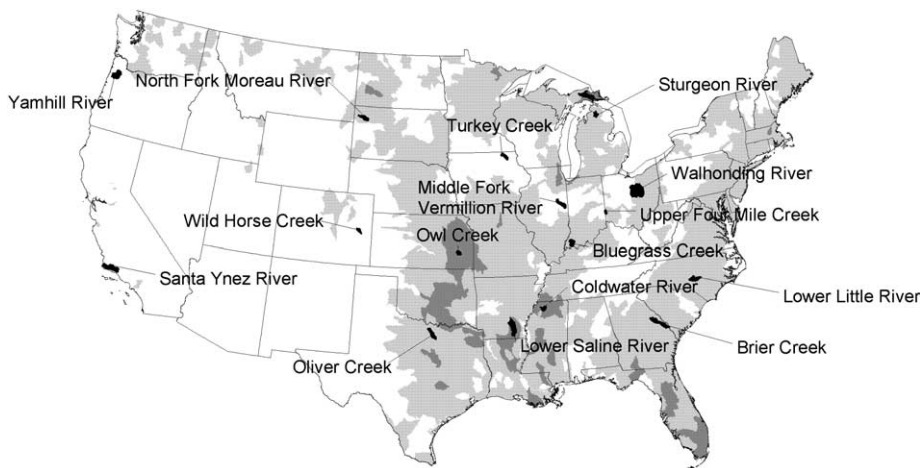 Sturgeon River
North Fork Moreau River
Yamhill River
Turkey Creek
Walhonding River
Middle Fork
Vermillion River
Wild Horse Creek
Upper Four Mile Creek
Owl Creek
Bluegrass Creek
Santa Ynez River
Coldwater River
Lower Little River
Lower Saline River
Brier Creek
Oliver Creek